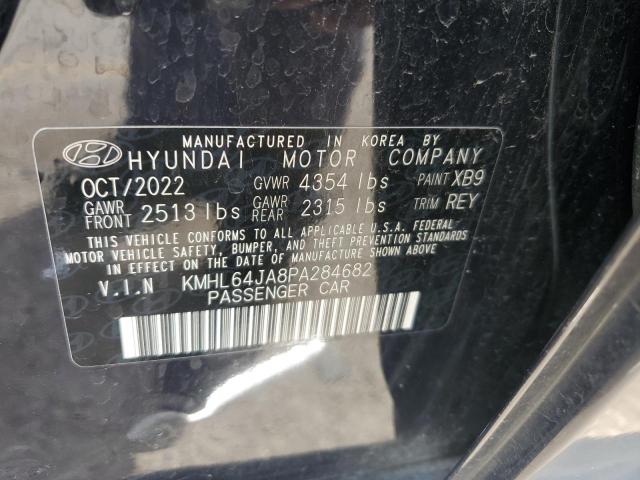 MANUFACTURED IN KOREA BY
HYUNDAI MOTOR COMPANY
OCT/2022 GVWR 4354 lbs PAINT XB9
GAWR FRONT 2513 lbs GAWR REAR 2315 lbs TRIM REY
THIS VEHICLE CONFORMS TO ALL APPLICABLE U.S.A. FEDERAL
MOTOR VEHICLE SAFETY, BUMPER, AND THEFT PREVENTION STANDARDS
IN EFFECT ON THE DATE OF MANUFACTURE SHOWN ABOVE
V.I.N KMHL64JA8PA284682
PASSENGER CAR